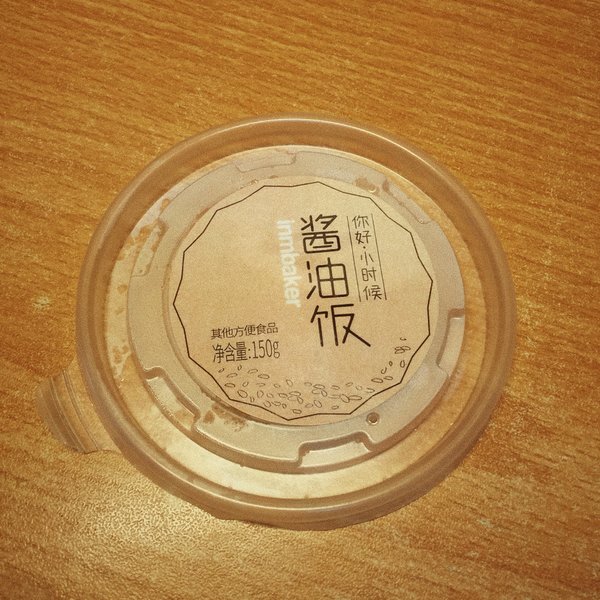 你好·小时候
酱油饭
inmbaker
其他方便食品
净含量:150g